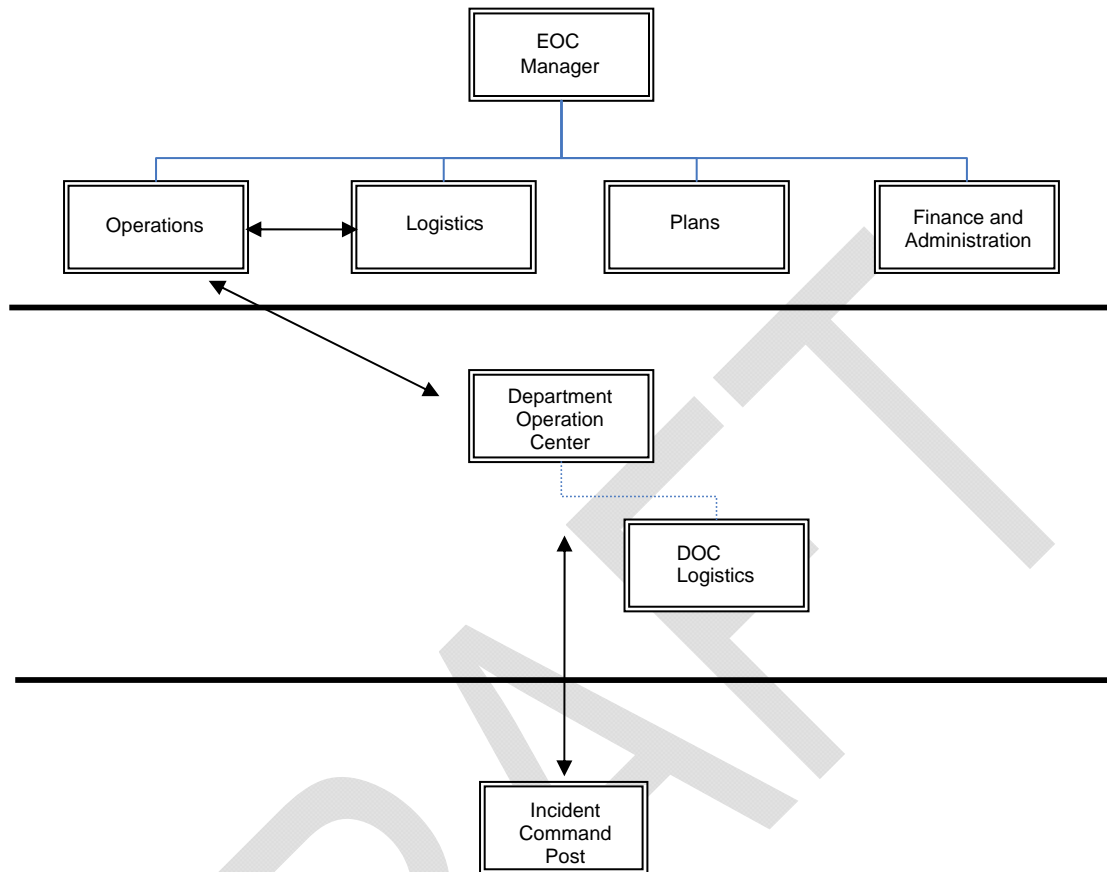 EOC
Manager
Operations
Logistics
Plans
Finance and
Administration
Department
Operation
Center
DOC
Logistics
Incident
Command
Post
DRAFT